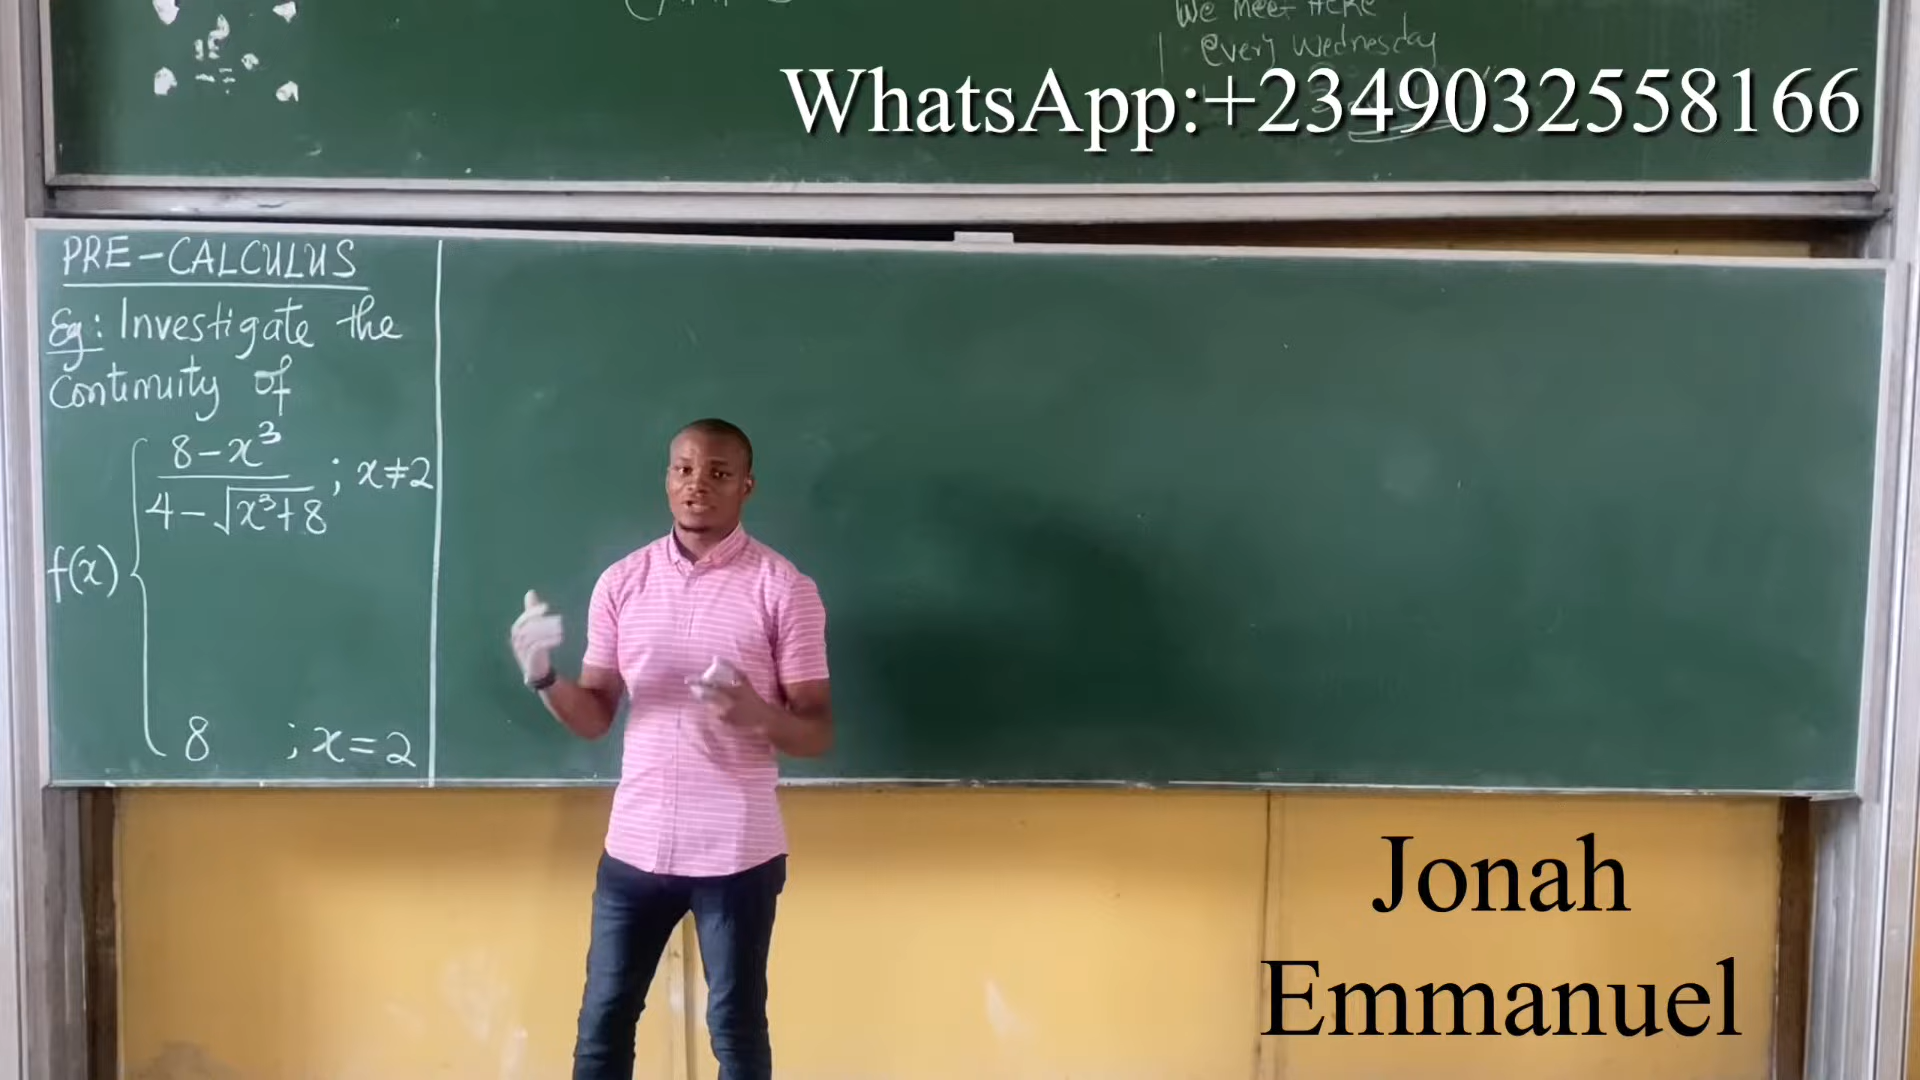 We meet HERE
every Wednesday
WhatsApp:+2349032558166
PRE-CALCULUS
Eg: Investigate the
Continuity of
f(x) { 8-x³ / 4-√x³+8 ; x≠2
8 ; x=2
Jonah
Emmanuel